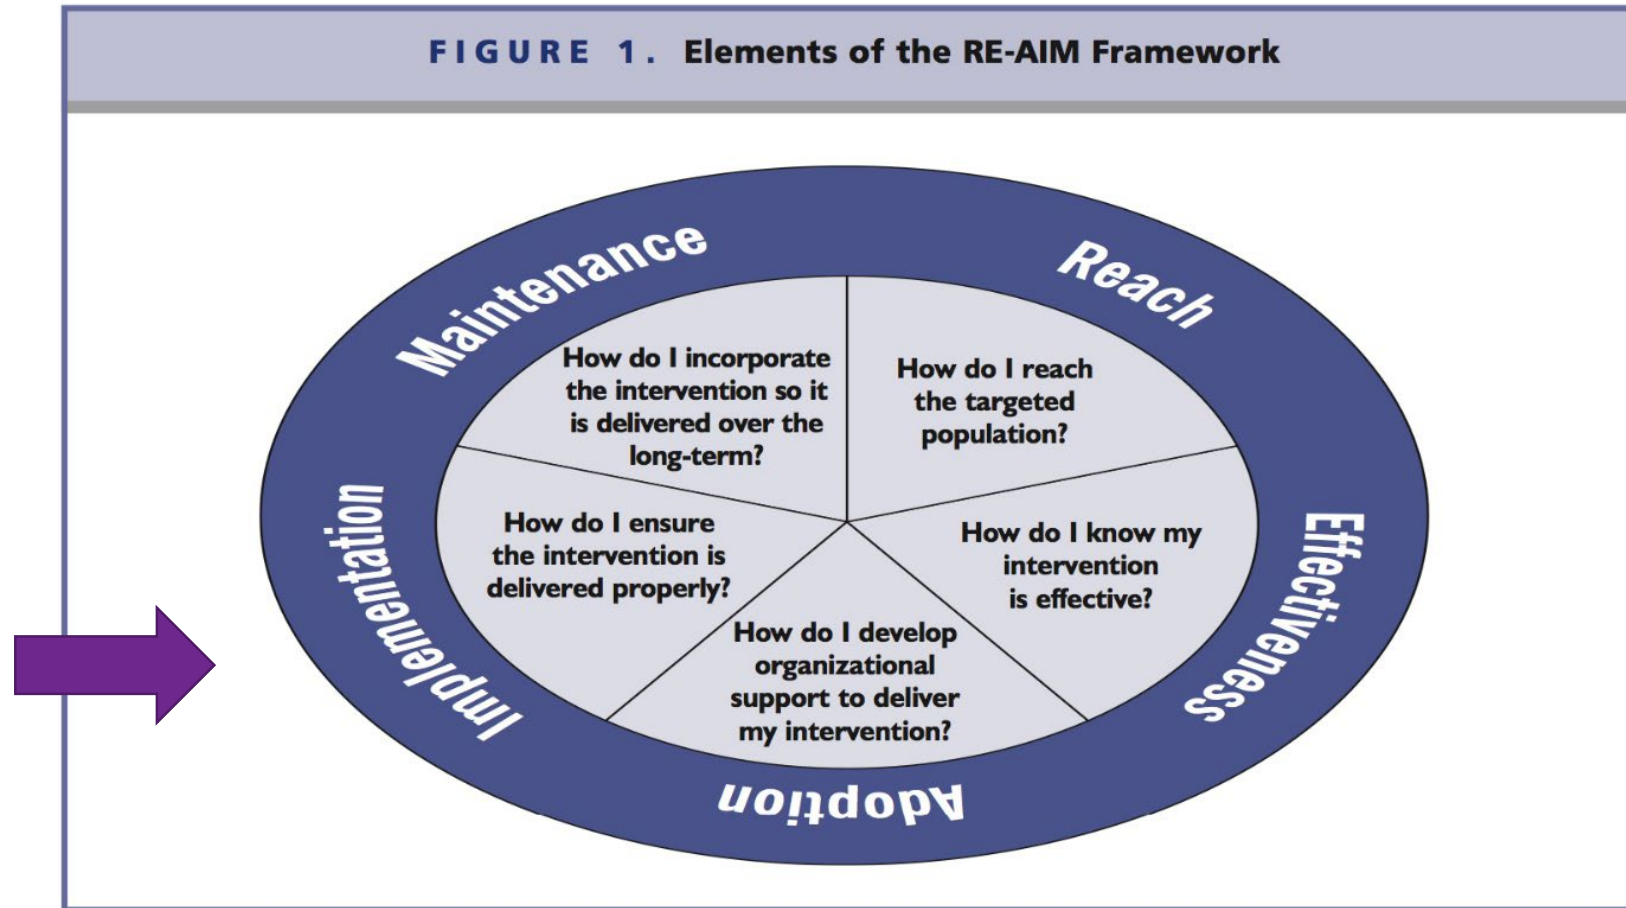 FIGURE 1. Elements of the RE-AIM Framework
Maintenance
Reach
How do I incorporate
the intervention so it
is delivered over the
long-term?
How do I reach
the targeted
population?
Implementation
How do I ensure
the intervention is
delivered properly?
How do I know my
intervention
is effective?
Effectiveness
How do I develop
organizational
support to deliver
my intervention?
Adoption